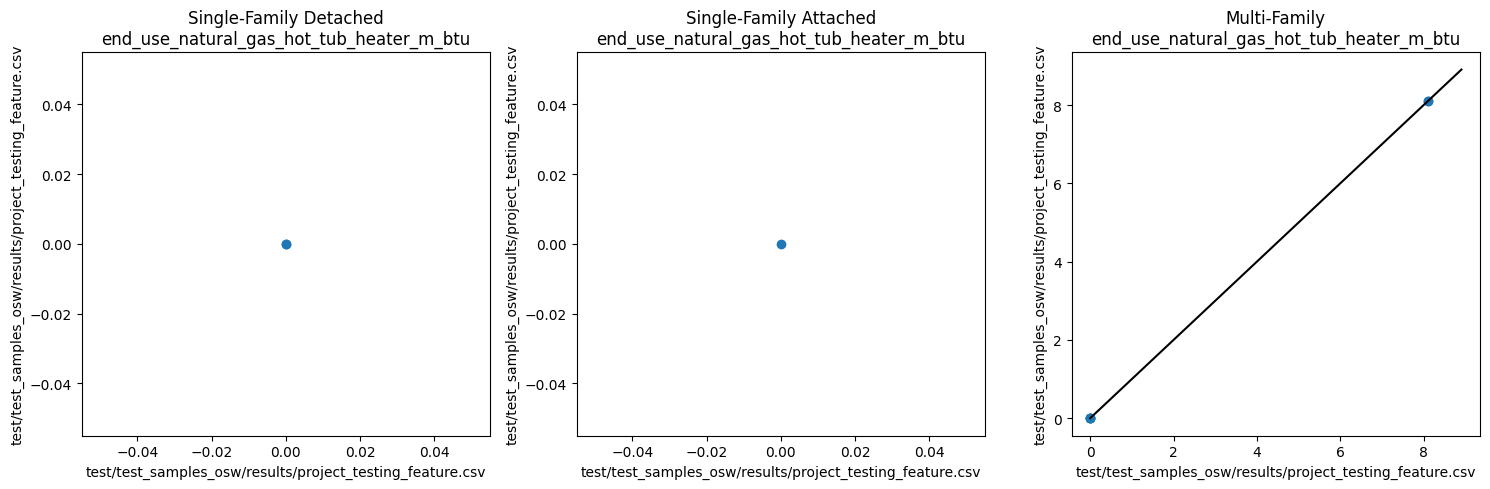 Single-Family Detached
end_use_natural_gas_hot_tub_heater_m_btu
test/test_samples_osw/results/project_testing_feature.csv
0.04
0.02
0.00
−0.02
−0.04
−0.04
−0.02
0.00
0.02
0.04
test/test_samples_osw/results/project_testing_feature.csv
Single-Family Attached
end_use_natural_gas_hot_tub_heater_m_btu
test/test_samples_osw/results/project_testing_feature.csv
0.04
0.02
0.00
−0.02
−0.04
−0.04
−0.02
0.00
0.02
0.04
test/test_samples_osw/results/project_testing_feature.csv
Multi-Family
end_use_natural_gas_hot_tub_heater_m_btu
test/test_samples_osw/results/project_testing_feature.csv
8
6
4
2
0
0
2
4
6
8
test/test_samples_osw/results/project_testing_feature.csv